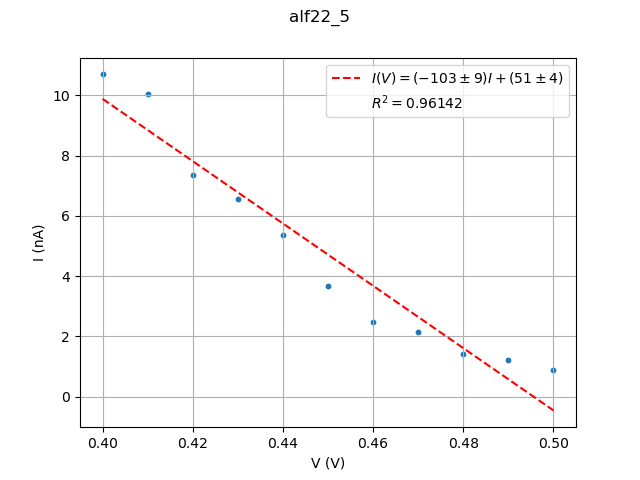 alf22_5
I(V) = (−103 ± 9)I + (51 ± 4)
R² = 0.96142
10
8
6
4
2
0
I (nA)
0.40 0.42 0.44 0.46 0.48 0.50
V (V)